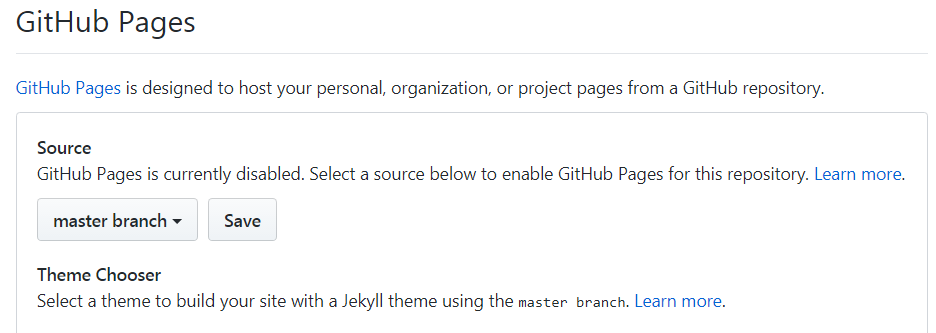 GitHub Pages
GitHub Pages is designed to host your personal, organization, or project pages from a GitHub repository.
Source
GitHub Pages is currently disabled. Select a source below to enable GitHub Pages for this repository. Learn more.
master branch Save
Theme Chooser
Select a theme to build your site with a Jekyll theme using the master branch. Learn more.